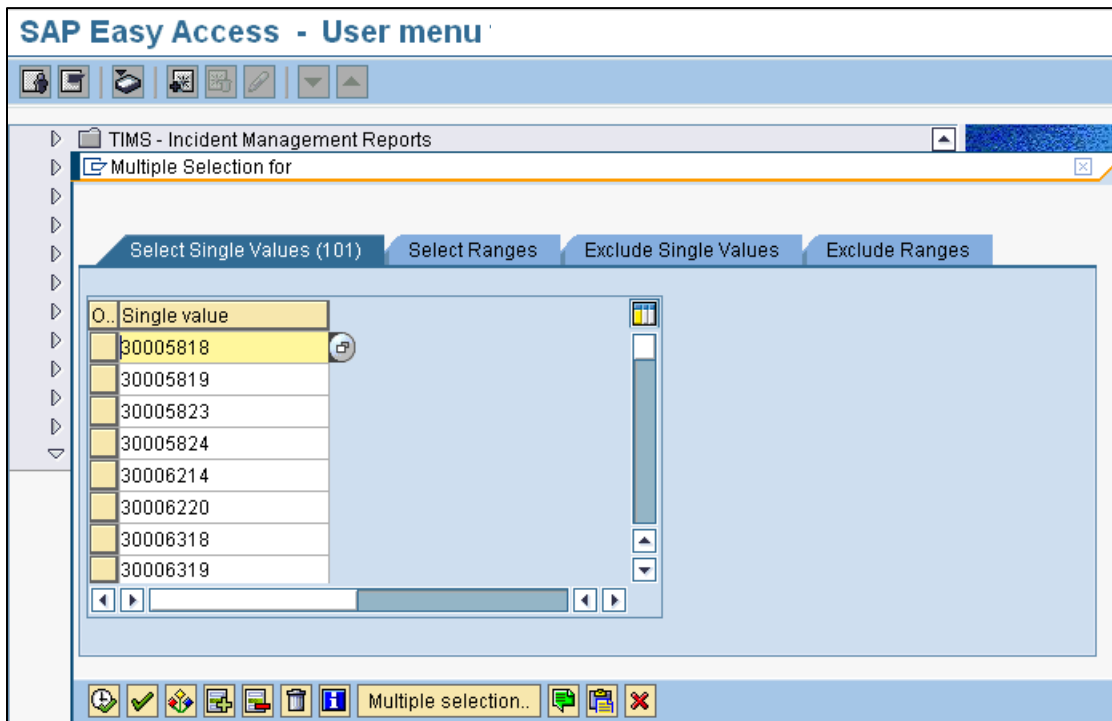 SAP Easy Access - User menu
TIMS - Incident Management Reports
Multiple Selection for
Select Single Values (101) Select Ranges Exclude Single Values Exclude Ranges
O.. Single value
30005818
30005819
30005823
30005824
30006214
30006220
30006318
30006319
Multiple selection..